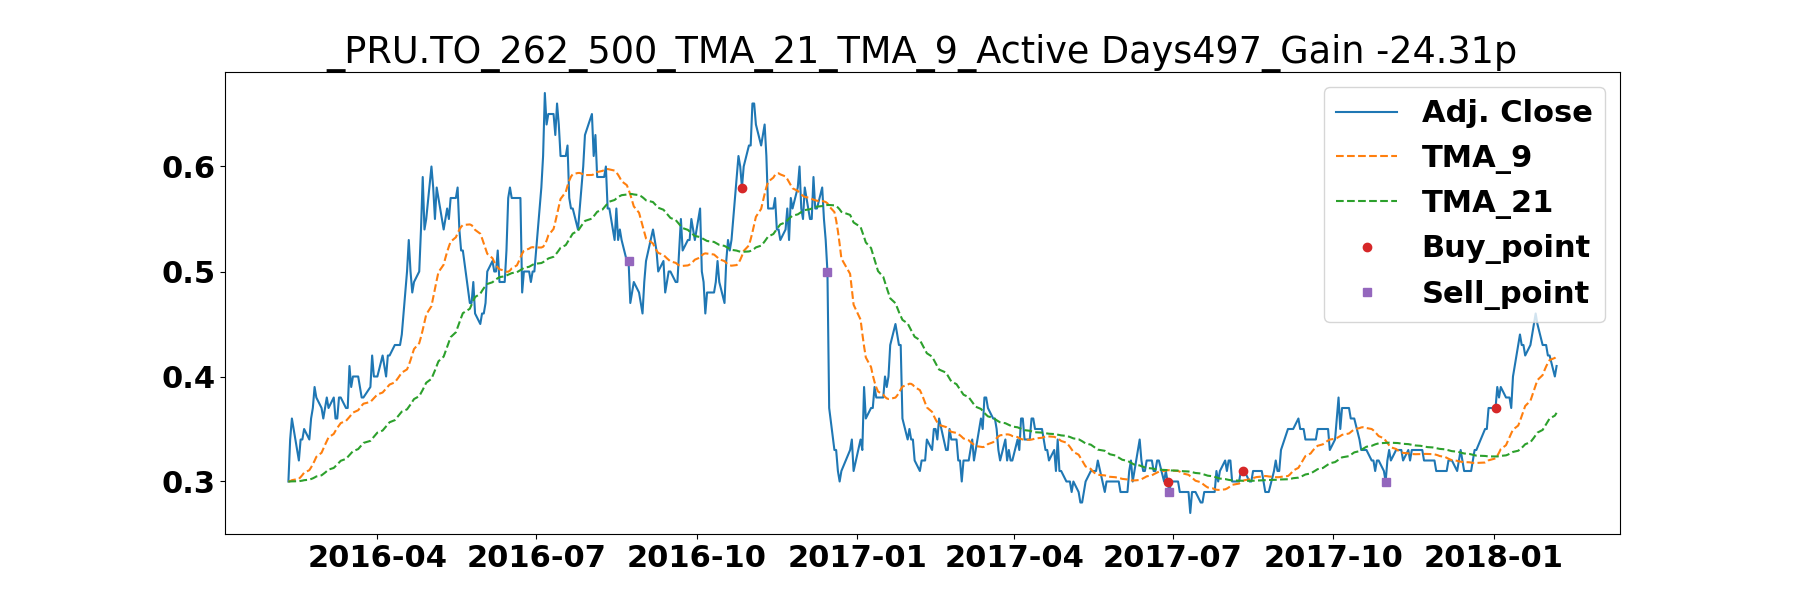 _PRU.TO_262_500_TMA_21_TMA_9_Active Days497_Gain -24.31p
Adj. Close
TMA_9
TMA_21
Buy_point
Sell_point
0.6
0.5
0.4
0.3
2016-04 2016-07 2016-10 2017-01 2017-04 2017-07 2017-10 2018-01